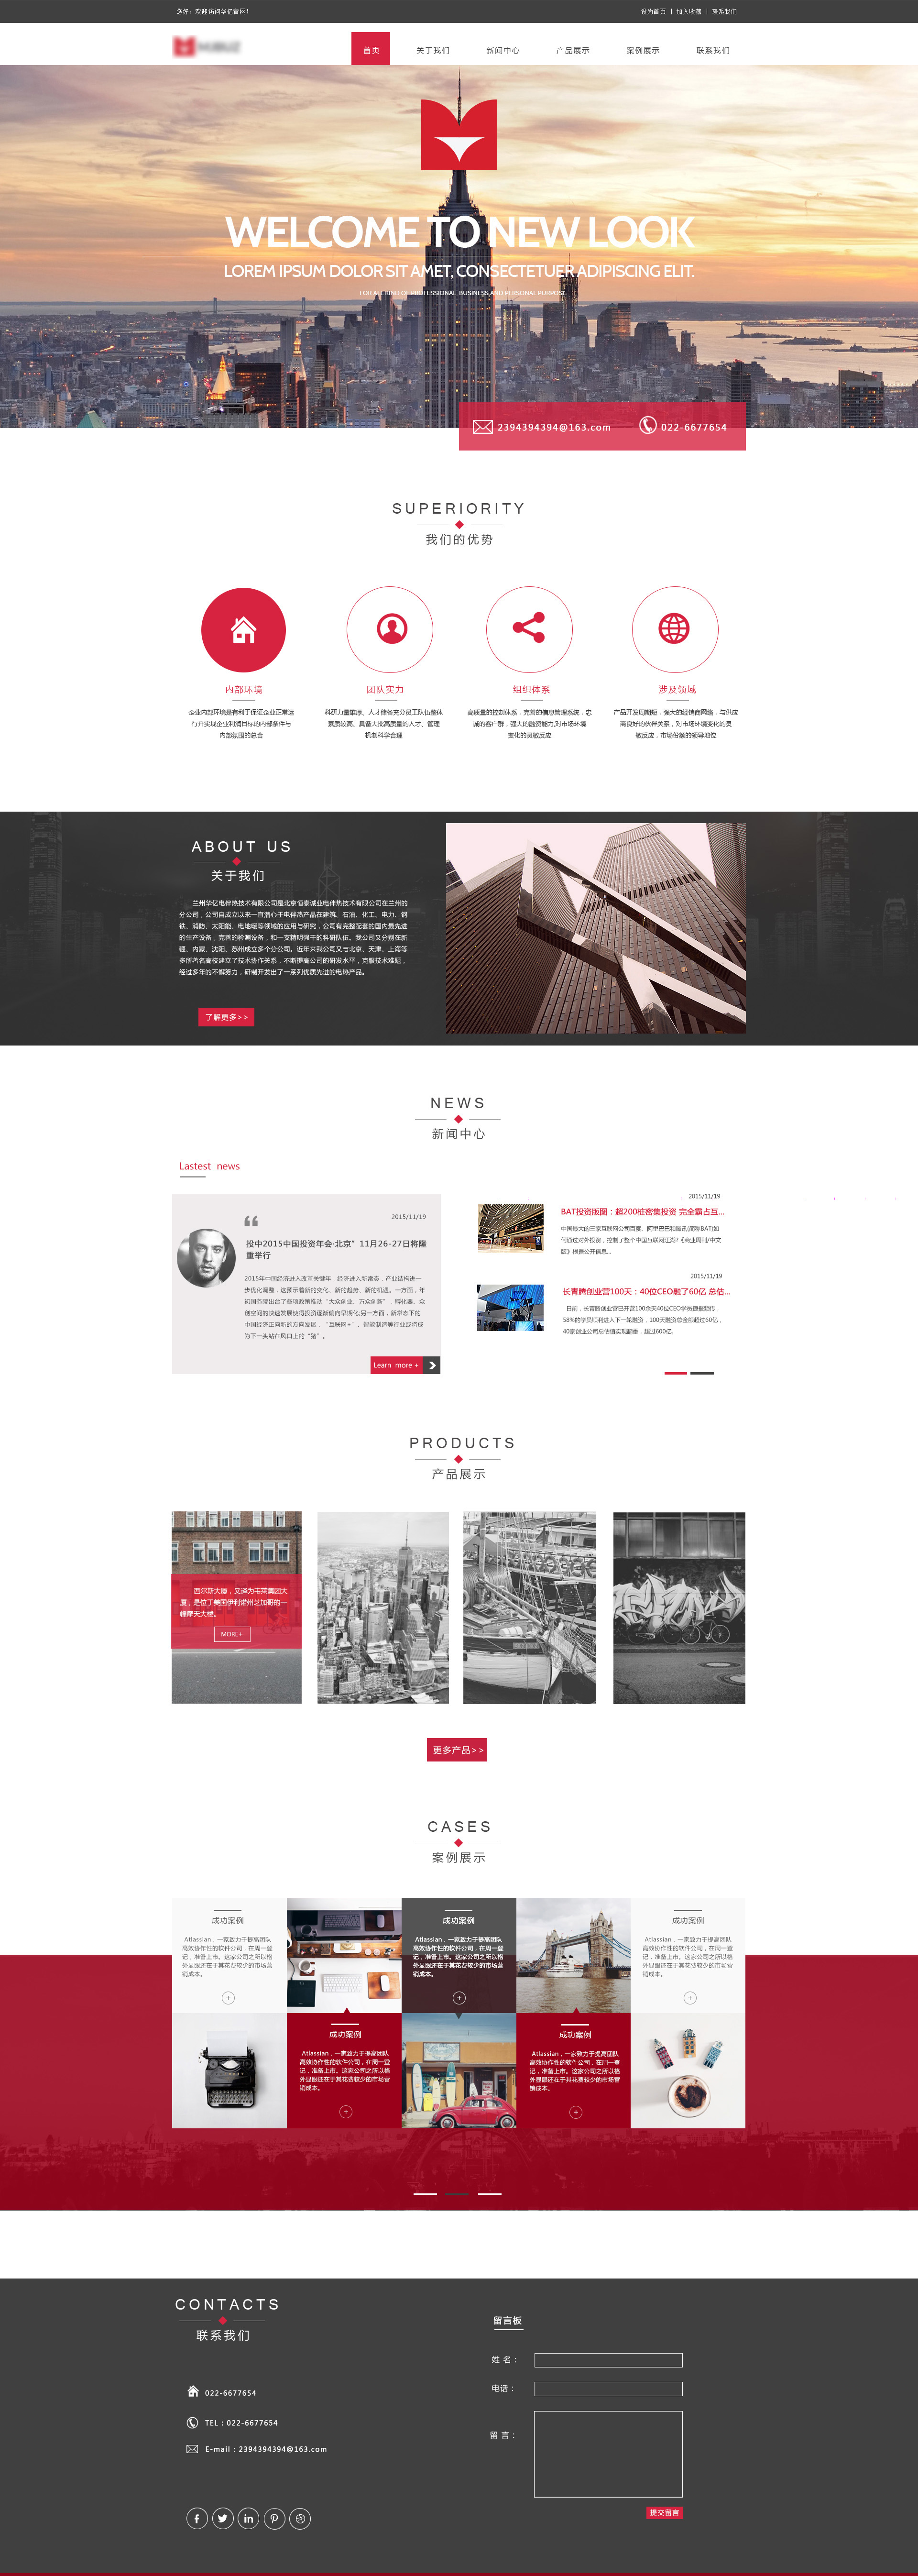 您好，欢迎访问华亿官网！
设为首页 | 加入收藏 | 联系我们
首页 关于我们 新闻中心 产品展示 案例展示 联系我们
WELCOME TO NEW LOOK
LOREM IPSUM DOLOR SIT AMET, CONSECTETUER ADIPISCING ELIT.
FOR ALL KIND OF PROFESSIONAL, BUSINESS AND PERSONAL PURPOSE
2394394394@163.com 022-6677654
SUPERIORITY
我们的优势
内部环境
企业内部环境是有利于保证企业正常运
行并实现企业利润目标的内部条件与
内部氛围的总合
团队实力
科研力量雄厚、人才储备充分员工队伍整体
素质较高、具备大批高质量的人才、管理
机制科学合理
组织体系
高质量的控制体系，完善的信息管理系统，忠
诚的客户群，强大的融资能力,对市场环境
变化的灵敏反应
涉及领域
产品开发周期短，强大的经销商网络，与供应
商良好的伙伴关系，对市场环境变化的灵
敏反应，市场份额的领导地位
ABOUT US
关于我们
兰州华亿电伴热技术有限公司是北京恒泰诚业电伴热技术有限公司在兰州的
分公司，公司自成立以来一直潜心于电伴热产品在建筑、石油、化工、电力、钢
铁、消防、太阳能、电地暖等领域的应用与研究，公司有完整配套的国内最先进
的生产设备，完善的检测设备，和一支精明强干的科研队伍。我公司又分别在新
疆、内蒙、沈阳、苏州成立多个分公司。近年来我公司又与北京、天津、上海等
多所著名高校建立了技术协作关系，不断提高公司的研发水平，克服技术难题，
经过多年的不懈努力，研制开发出了一系列优质先进的电热产品。
了解更多>>
NEWS
新闻中心
Lastest news
2015/11/19
投中2015中国投资年会·北京”11月26-27日将隆
重举行
2015年中国经济进入改革关键年，经济进入新常态，产业结构进一
步优化调整，这预示着新的变化、新的趋势、新的机遇。一方面，年
初国务院出台了各项政策推动“大众创业、万众创新”，孵化器、众
创空间的快速发展使得投资逐渐偏向早期化;另一方面，新常态下的
中国经济正向新的方向发展，“互联网+”、智能制造等行业或将成
为下一头站在风口上的“猪”。
Learn more +
2015/11/19
BAT投资版图：超200桩密集投资 完全霸占互...
中国最大的三家互联网公司百度、阿里巴巴和腾讯(简称BAT)如
何通过对外投资，控制了整个中国互联网江湖?《商业周刊/中文
版》根据公开信息...
2015/11/19
长青腾创业营100天：40位CEO融了60亿 总估...
日前，长青腾创业营已开营100余天40位CEO学员捷报频传，
58%的学员顺利进入下一轮融资，100天融资总金额超过60亿，
40家创业公司总估值实现翻番，超过600亿。
PRODUCTS
产品展示
西尔斯大厦，又译为韦莱集团大
厦，是位于美国伊利诺州芝加哥的一
幢摩天大楼。
MORE+
更多产品>>
CASES
案例展示
成功案例
Atlassian，一家致力于提高团队
高效协作性的软件公司，在周一登
记，准备上市。这家公司之所以格
外显眼还在于其花费较少的市场营
销成本。
成功案例
Atlassian，一家致力于提高团队
高效协作性的软件公司，在周一登
记，准备上市。这家公司之所以格
外显眼还在于其花费较少的市场营
销成本。
成功案例
Atlassian，一家致力于提高团队
高效协作性的软件公司，在周一登
记，准备上市。这家公司之所以格
外显眼还在于其花费较少的市场营
销成本。
成功案例
Atlassian，一家致力于提高团队
高效协作性的软件公司，在周一登
记，准备上市。这家公司之所以格
外显眼还在于其花费较少的市场营
销成本。
成功案例
Atlassian，一家致力于提高团队
高效协作性的软件公司，在周一登
记，准备上市。这家公司之所以格
外显眼还在于其花费较少的市场营
销成本。
CONTACTS
联系我们
022-6677654
TEL：022-6677654
E-mail：2394394394@163.com
留言板
姓 名：
电话：
留 言：
提交留言